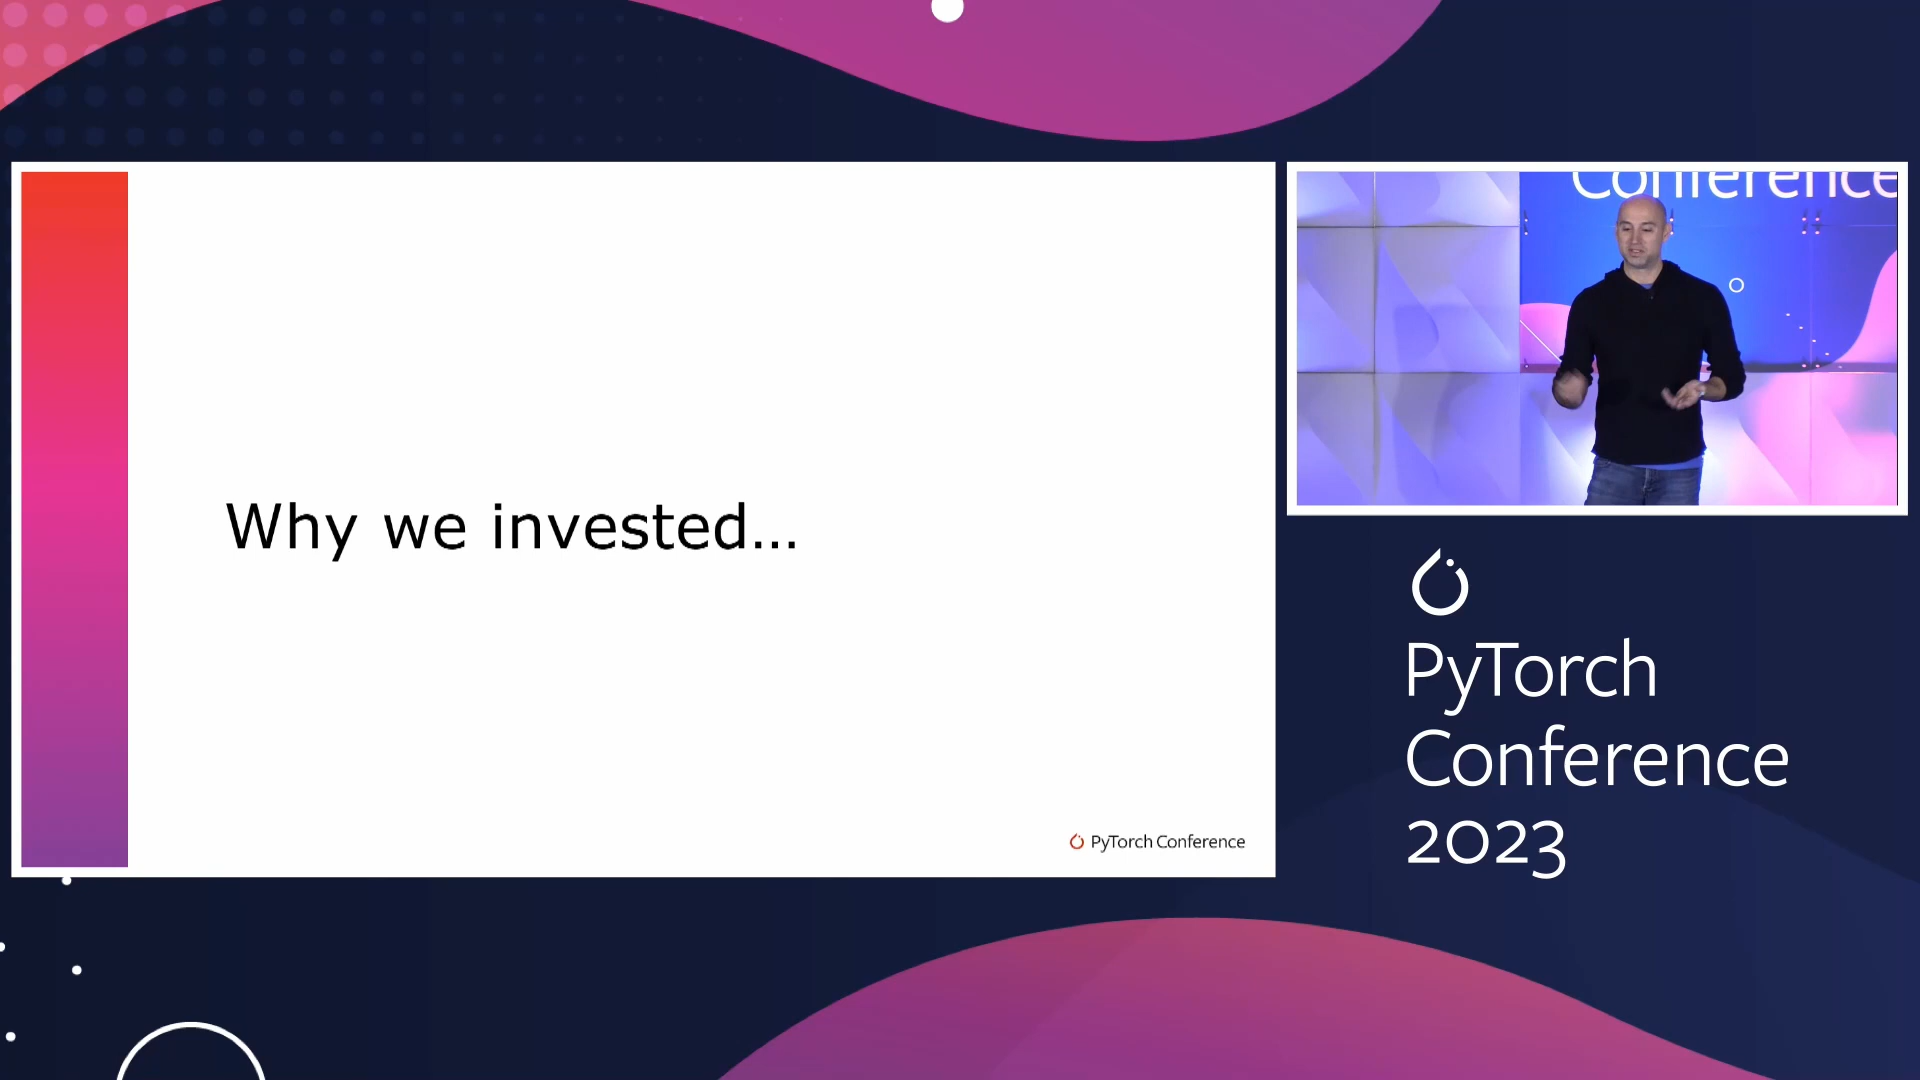 Why we invested...
PyTorch Conference
Conference
PyTorch
Conference
2023